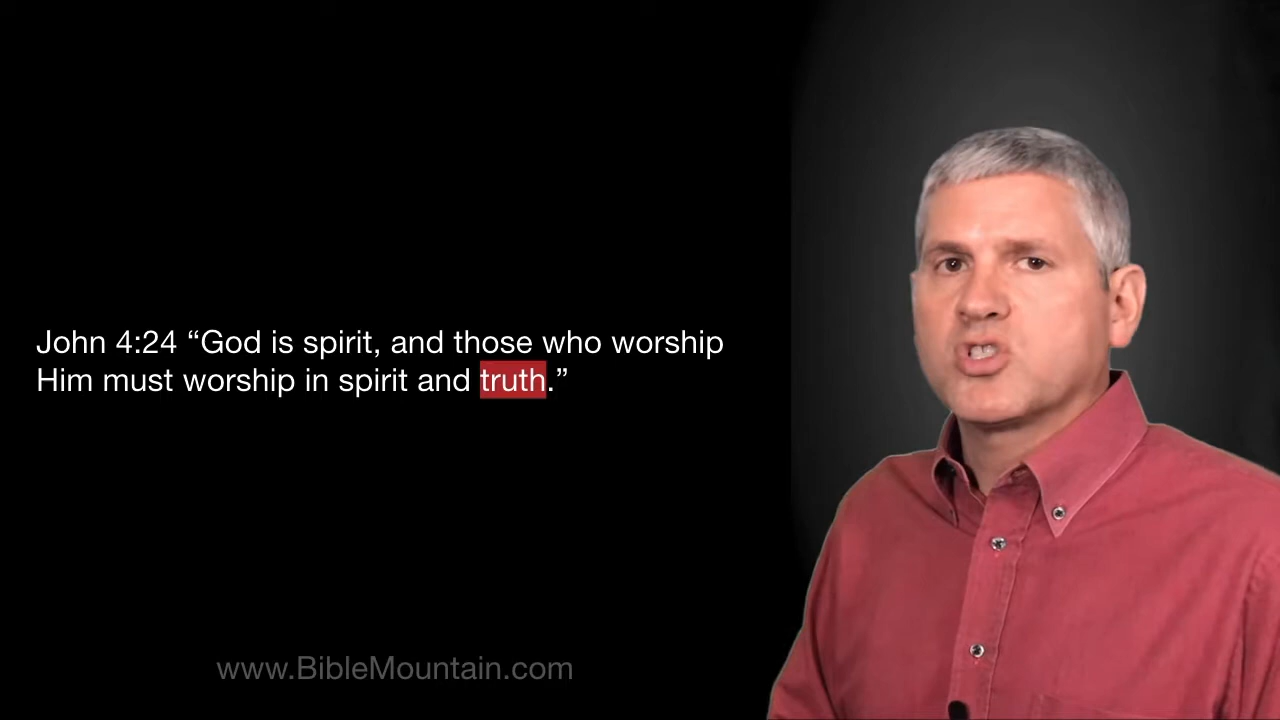 John 4:24 “God is spirit, and those who worship
Him must worship in spirit and truth.”
www.BibleMountain.com